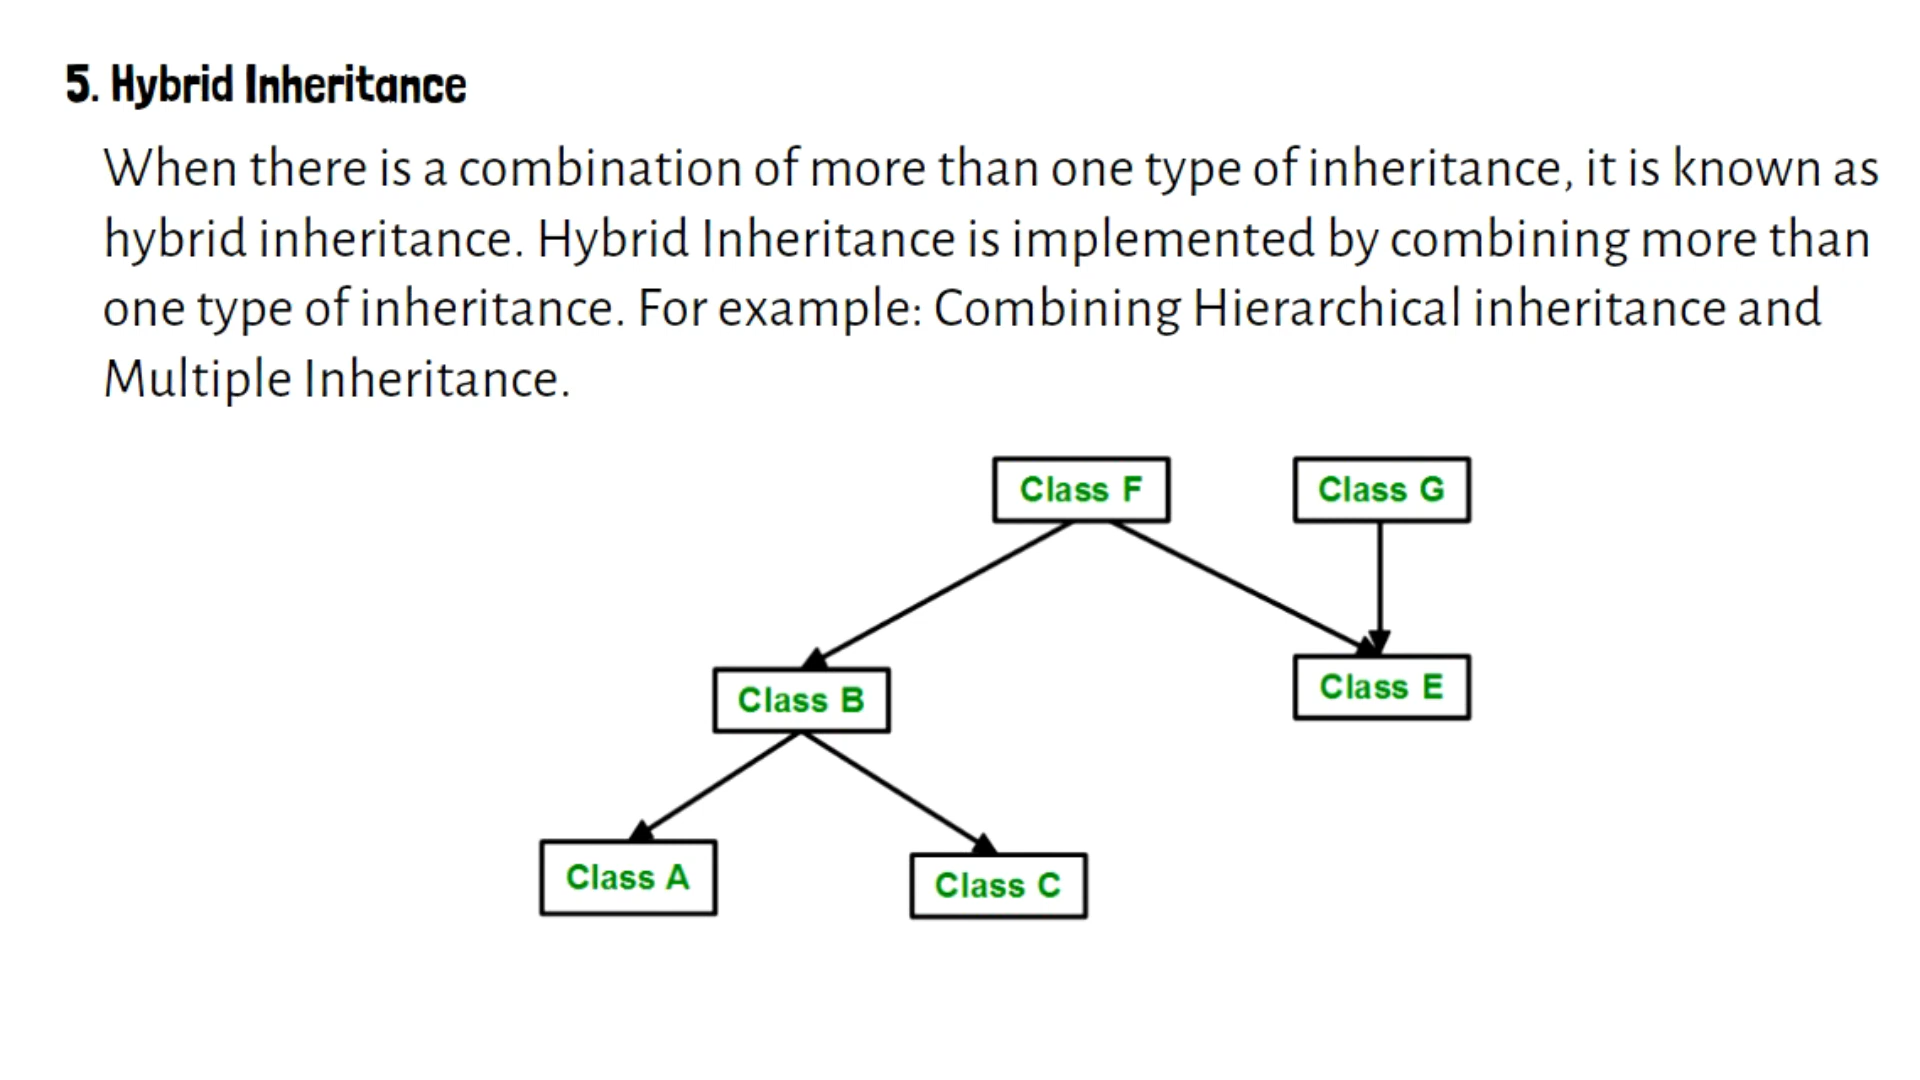 5. Hybrid Inheritance
When there is a combination of more than one type of inheritance, it is known as
hybrid inheritance. Hybrid Inheritance is implemented by combining more than
one type of inheritance. For example: Combining Hierarchical inheritance and
Multiple Inheritance.
Class F
Class G
Class B
Class E
Class A
Class C